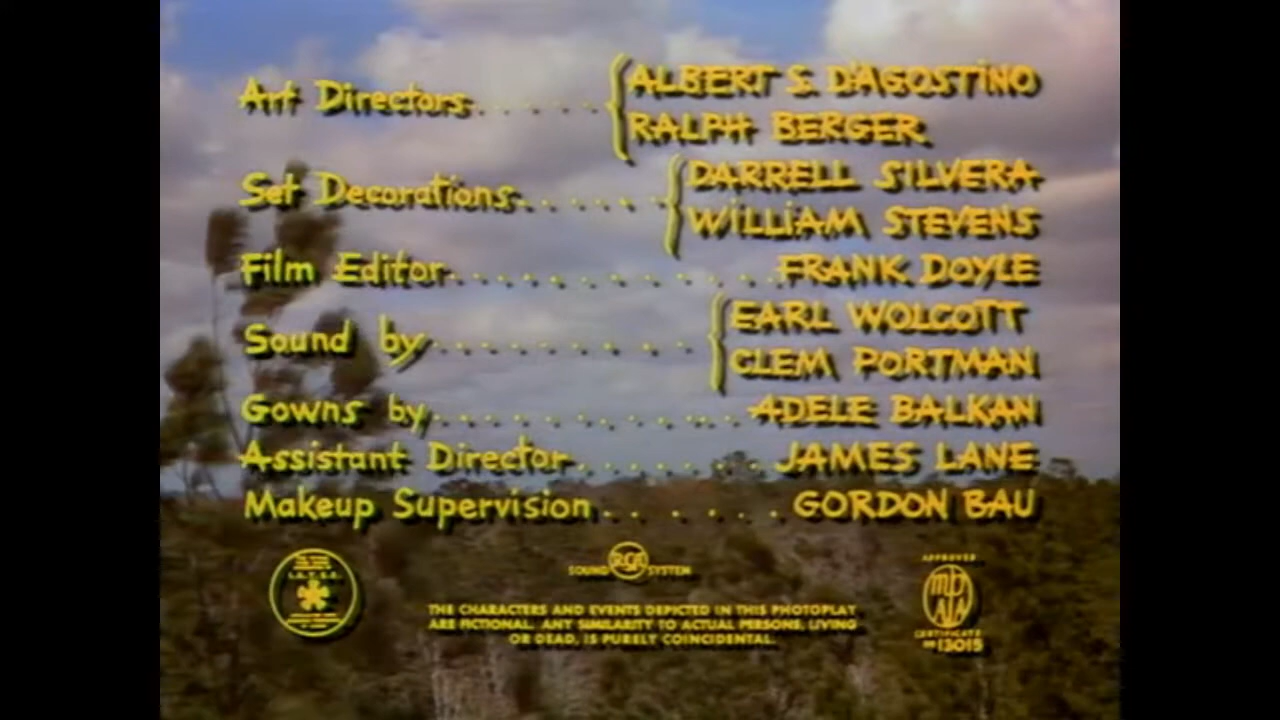 Art Directors..... { ALBERT S. D'AGOSTINO
RALPH BERGER
Set Decorations...... { DARRELL SILVERA
WILLIAM STEVENS
Film Editor............. FRANK DOYLE
Sound by.......... { EARL WOLCOTT
CLEM PORTMAN
Gowns by............ ADELE BALKAN
Assistant Director....... JAMES LANE
Makeup Supervision...... GORDON BAU
I.A.T.S.E.
SOUND RCA SYSTEM
APPROVED
MPAA
CERTIFICATE
No 13015
THE CHARACTERS AND EVENTS DEPICTED IN THIS PHOTOPLAY
ARE FICTIONAL. ANY SIMILARITY TO ACTUAL PERSONS, LIVING
OR DEAD, IS PURELY COINCIDENTAL.